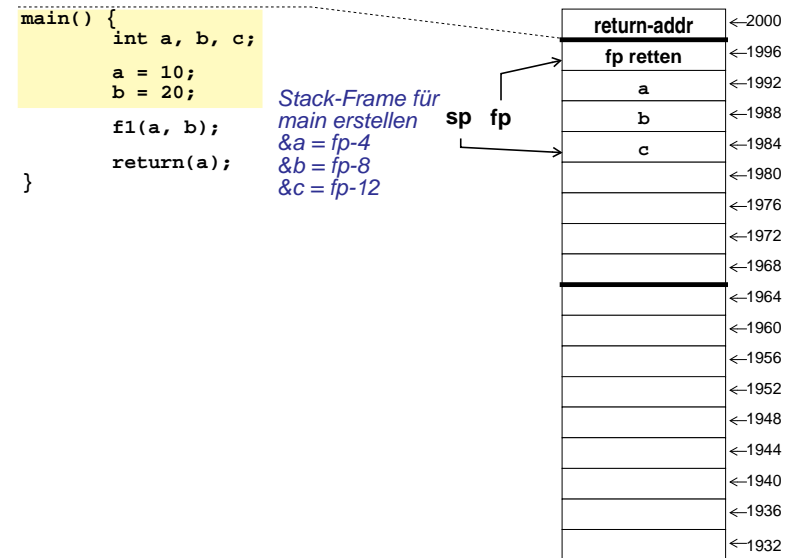 main() {
int a, b, c;
a = 10;
b = 20;
f1(a, b);
return(a);
}
Stack-Frame für
main erstellen
&a = fp-4
&b = fp-8
&c = fp-12
sp fp
return-addr ←2000
fp retten ←1996
a ←1992
b ←1988
c ←1984
←1980
←1976
←1972
←1968
←1964
←1960
←1956
←1952
←1948
←1944
←1940
←1936
←1932